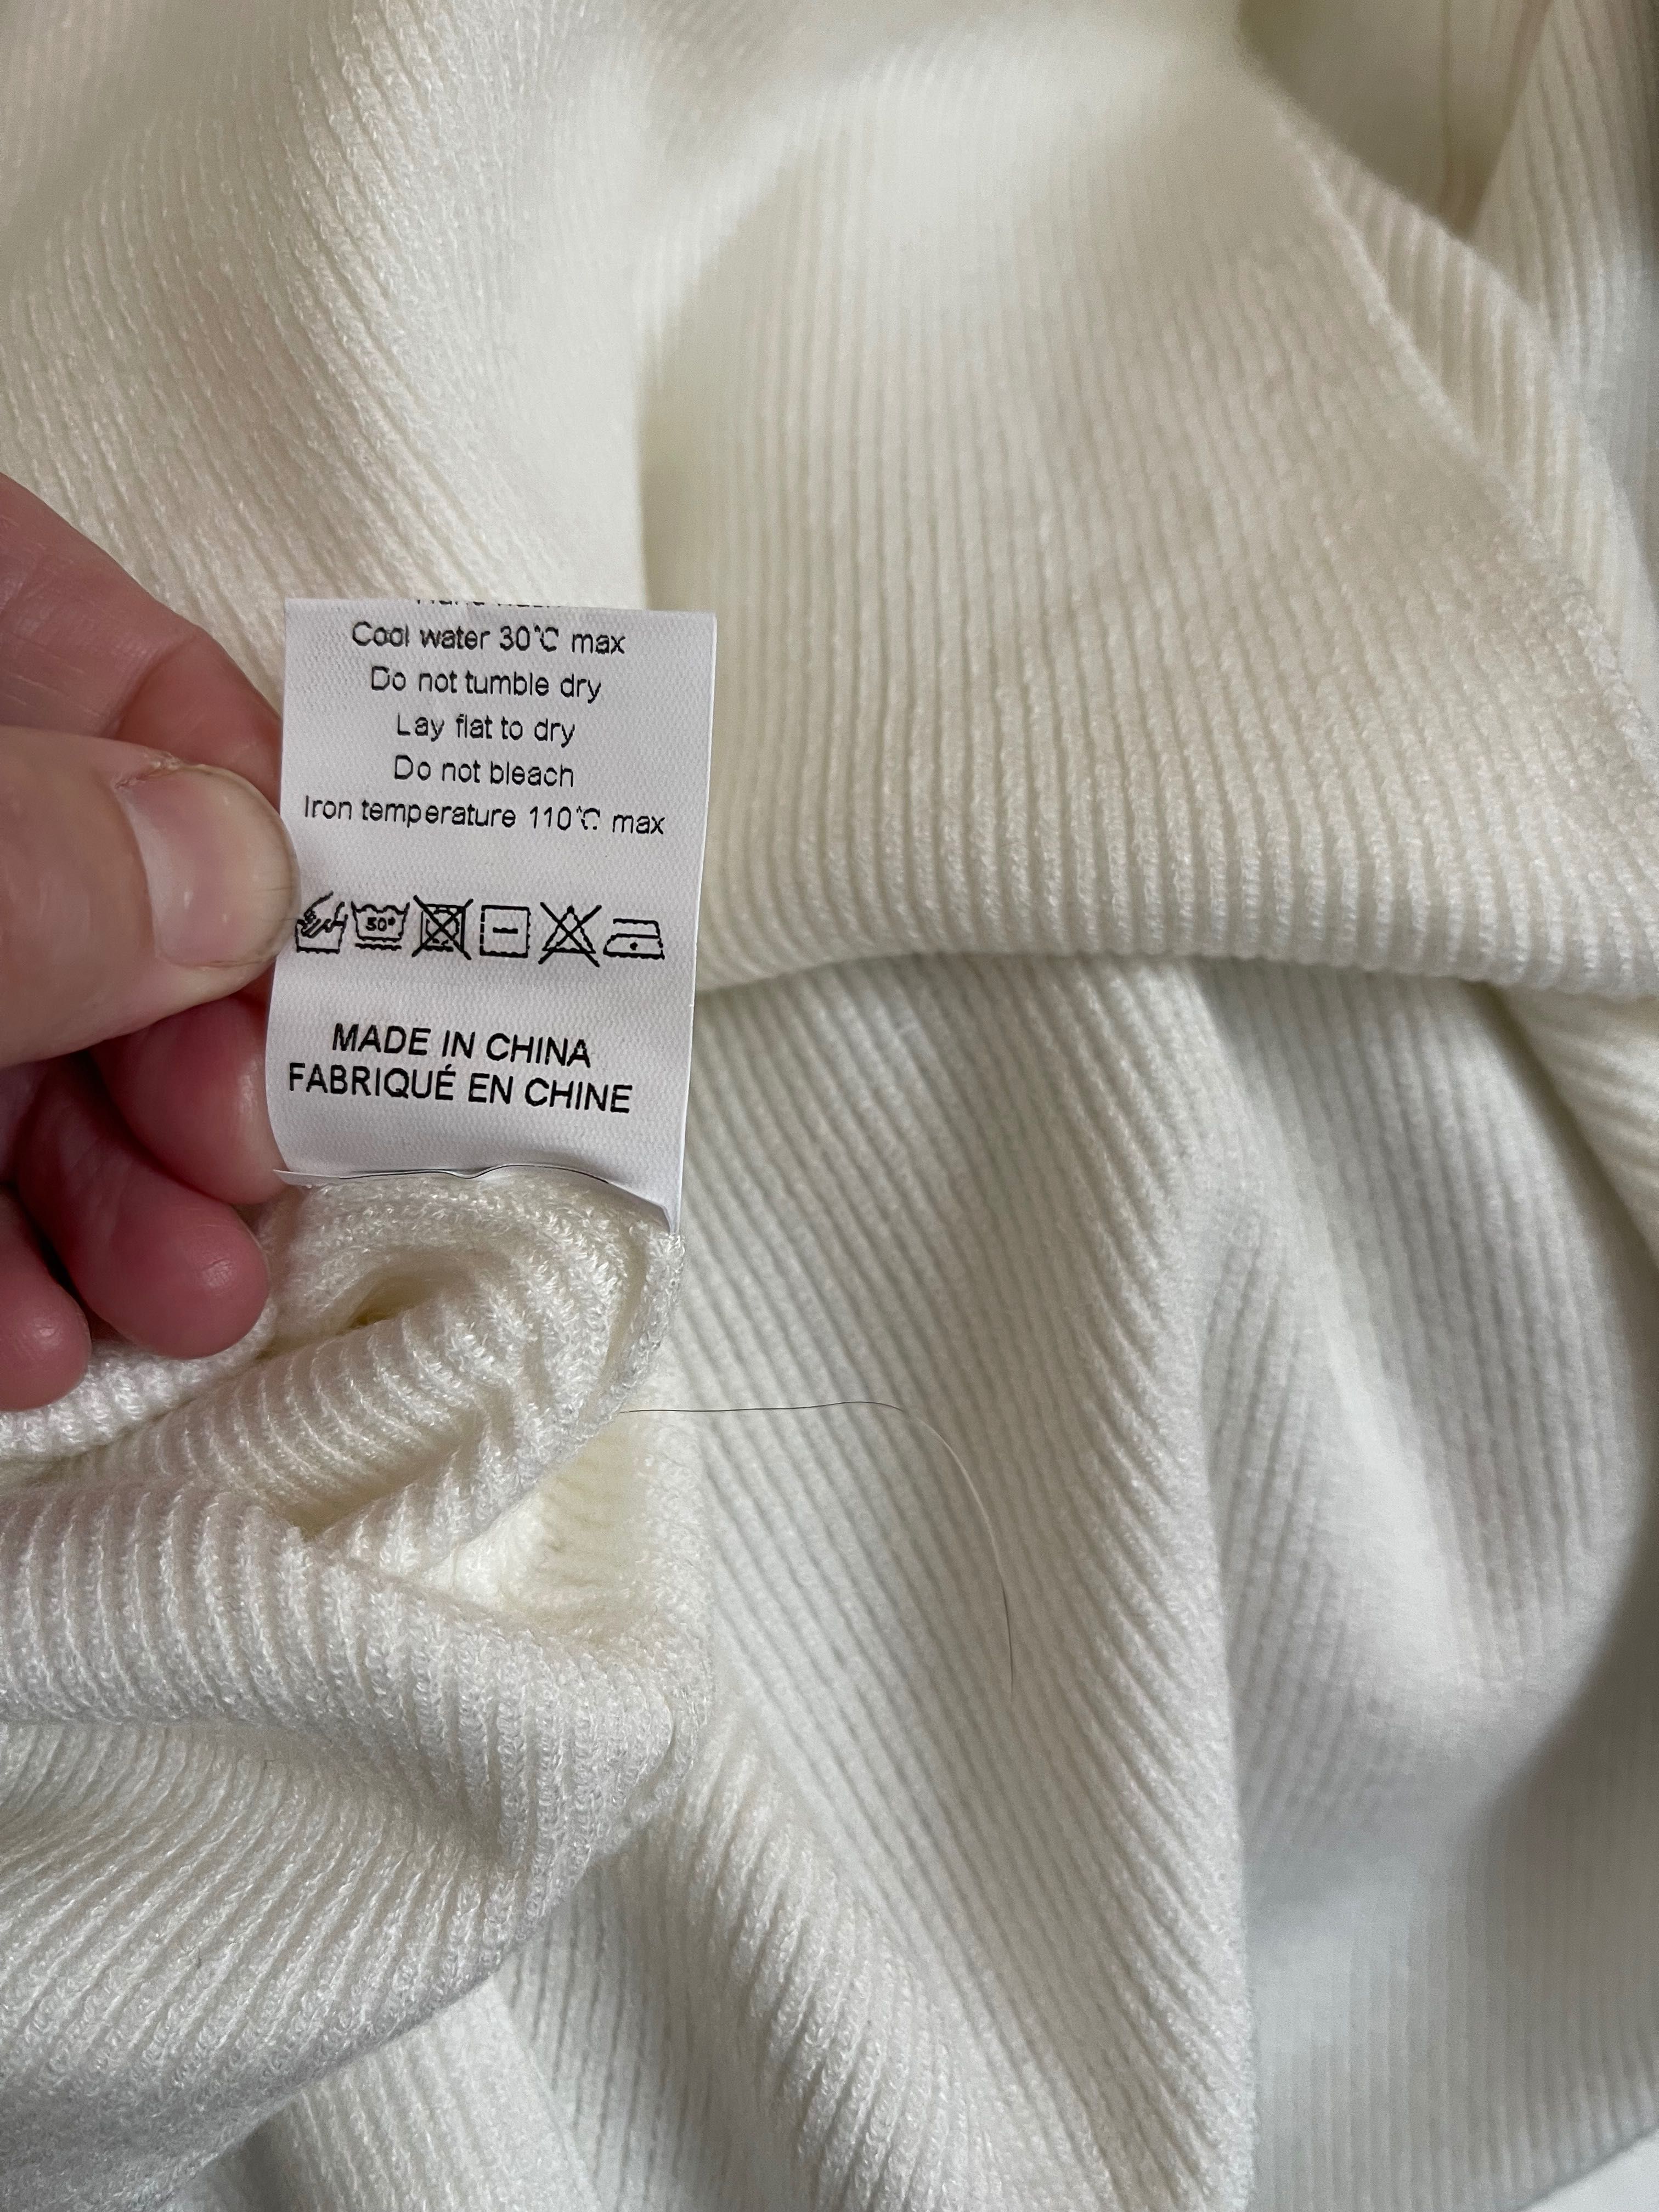 Cool water 30℃ max
Do not tumble dry
Lay flat to dry
Do not bleach
Iron temperature 110℃ max
30°
MADE IN CHINA
FABRIQUÉ EN CHINE